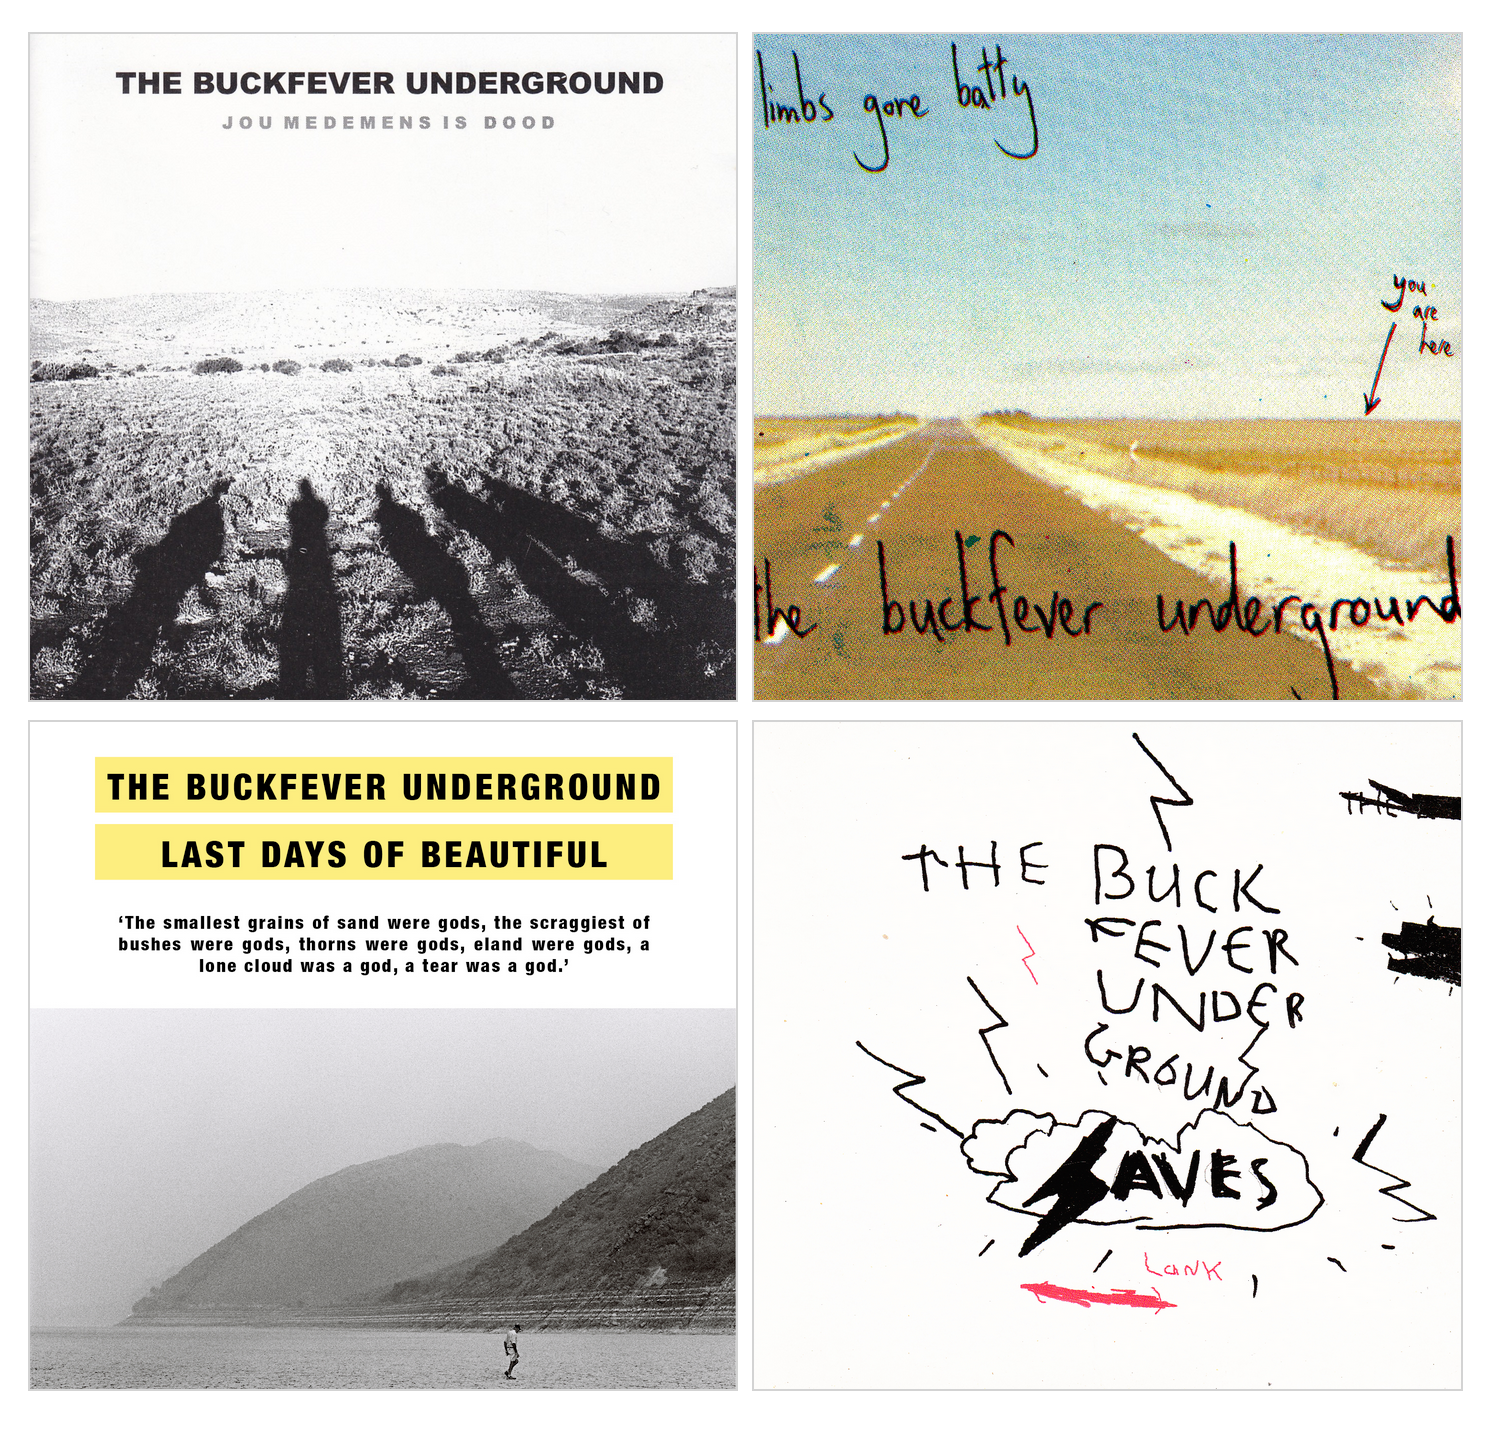 THE BUCKFEVER UNDERGROUND
JOU MEDEMENS IS DOOD
limbs gone batty
you
are
here
the buckfever underground
THE BUCKFEVER UNDERGROUND
LAST DAYS OF BEAUTIFUL
‘The smallest grains of sand were gods, the scraggiest of
bushes were gods, thorns were gods, eland were gods, a
lone cloud was a god, a tear was a god.’
THE
THE BUCK
FEVER
UNDER
GROUND
SAVES
LANK